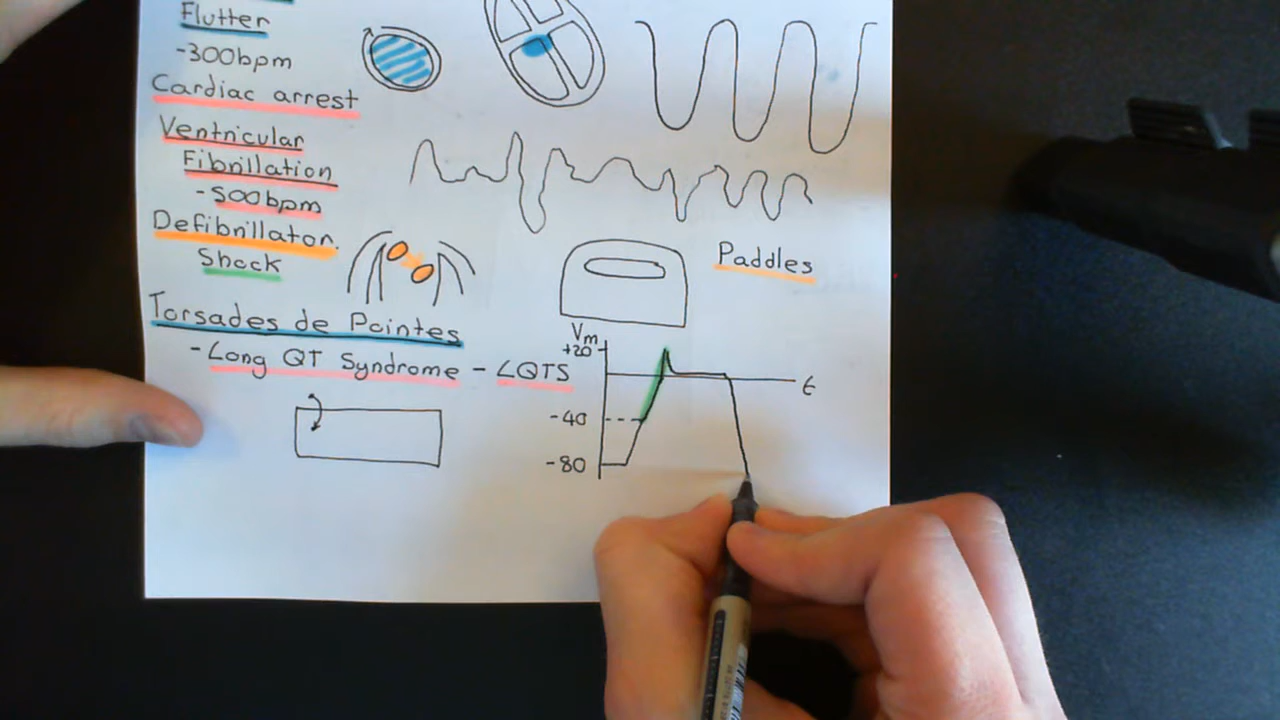 Flutter
-300bpm
Cardiac arrest
Ventricular
Fibrillation
-500bpm
Defibrillator.
Shock
Paddles
Torsades de Pointes
-Long QT Syndrome - LQTS
Vm
+20
t
-40
-80